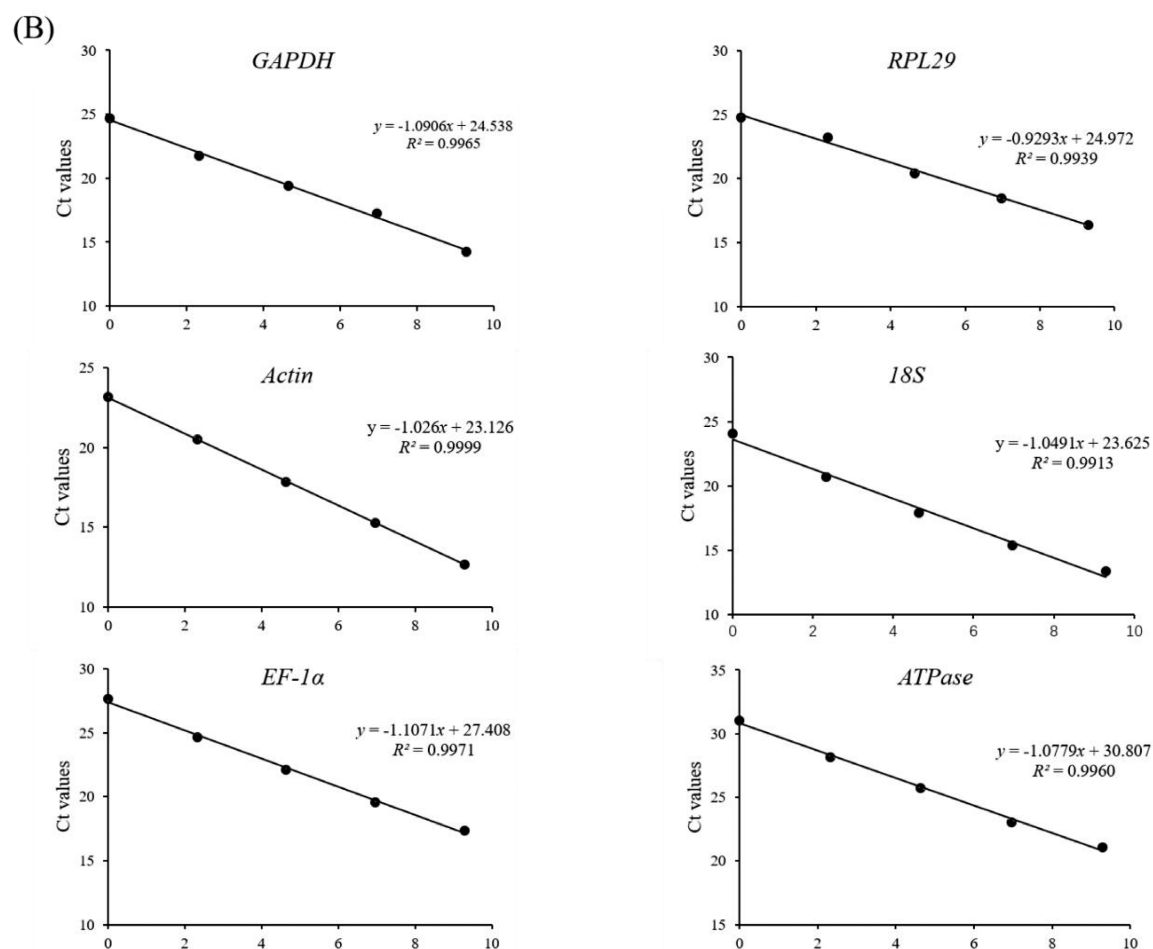 (B)
GAPDH
y = -1.0906x + 24.538
R² = 0.9965
Ct values
30
25
20
15
10
0 2 4 6 8 10
RPL29
y = -0.9293x + 24.972
R² = 0.9939
Ct values
30
25
20
15
10
0 2 4 6 8 10
Actin
y = -1.026x + 23.126
R² = 0.9999
Ct values
25
20
15
10
0 2 4 6 8 10
18S
y = -1.0491x + 23.625
R² = 0.9913
Ct values
30
25
20
15
10
0 2 4 6 8 10
EF-1α
y = -1.1071x + 27.408
R² = 0.9971
Ct values
30
25
20
15
10
0 2 4 6 8 10
ATPase
y = -1.0779x + 30.807
R² = 0.9960
Ct values
35
30
25
20
15
0 2 4 6 8 10